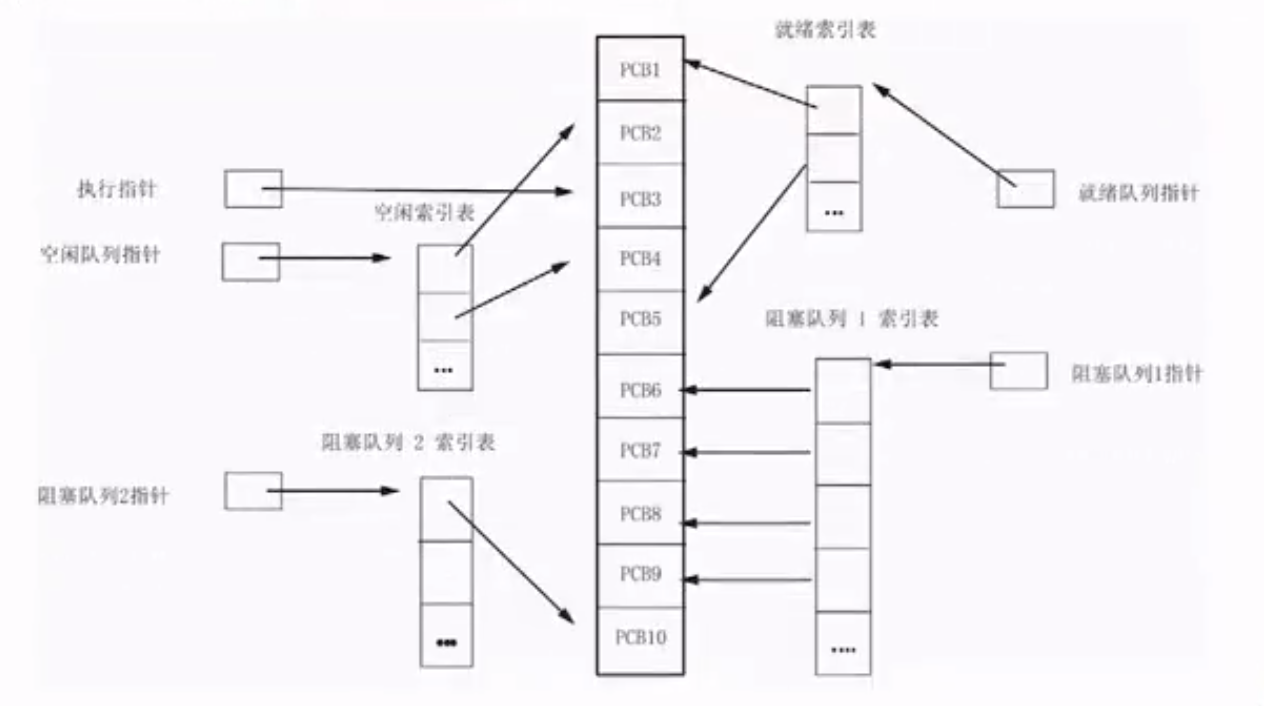 就绪索引表
PCB1
PCB2
执行指针
PCB3
就绪队列指针
空闲索引表
...
空闲队列指针
PCB4
PCB5
阻塞队列 1 索引表
...
阻塞队列1指针
PCB6
阻塞队列 2 索引表
PCB7
阻塞队列2指针
PCB8
PCB9
PCB10
...
....